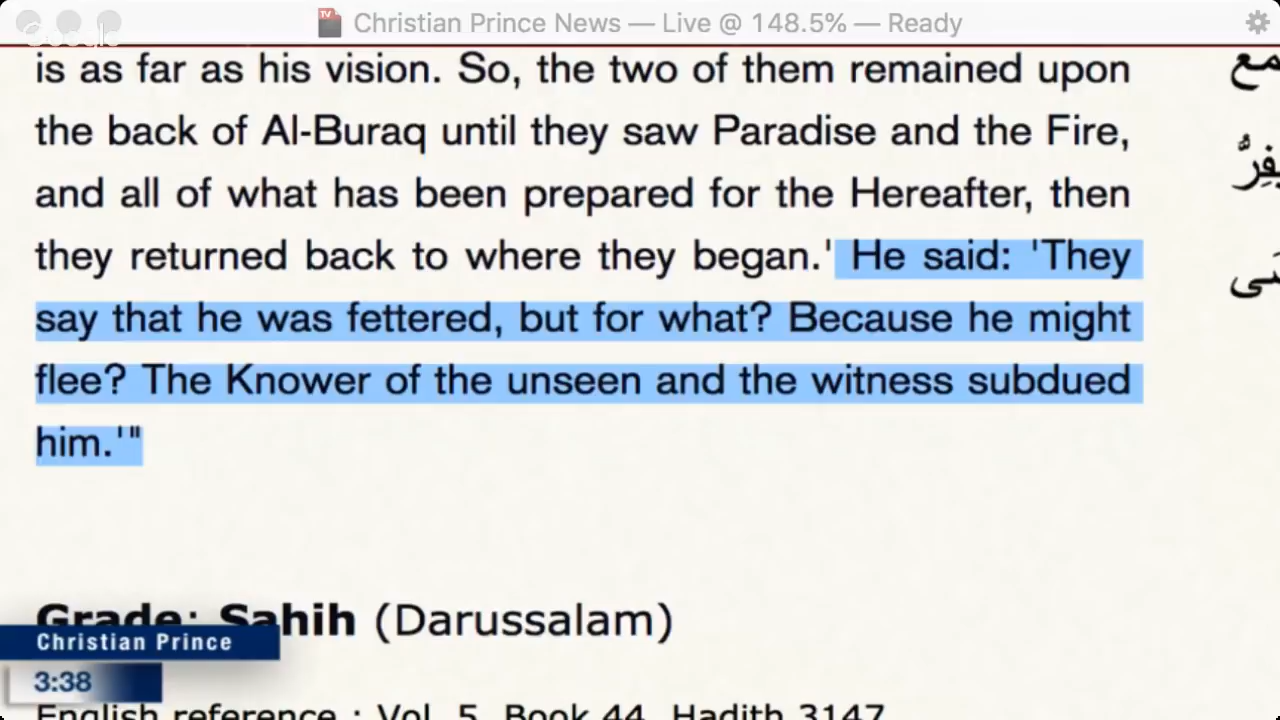 Christian Prince News — Live @ 148.5% — Ready
Google
is as far as his vision. So, the two of them remained upon
the back of Al-Buraq until they saw Paradise and the Fire,
and all of what has been prepared for the Hereafter, then
they returned back to where they began.' He said: 'They
say that he was fettered, but for what? Because he might
flee? The Knower of the unseen and the witness subdued
him.'"
Grade: Sahih (Darussalam)
Christian Prince
3:38
English reference : Vol. 5, Book 44, Hadith 3147